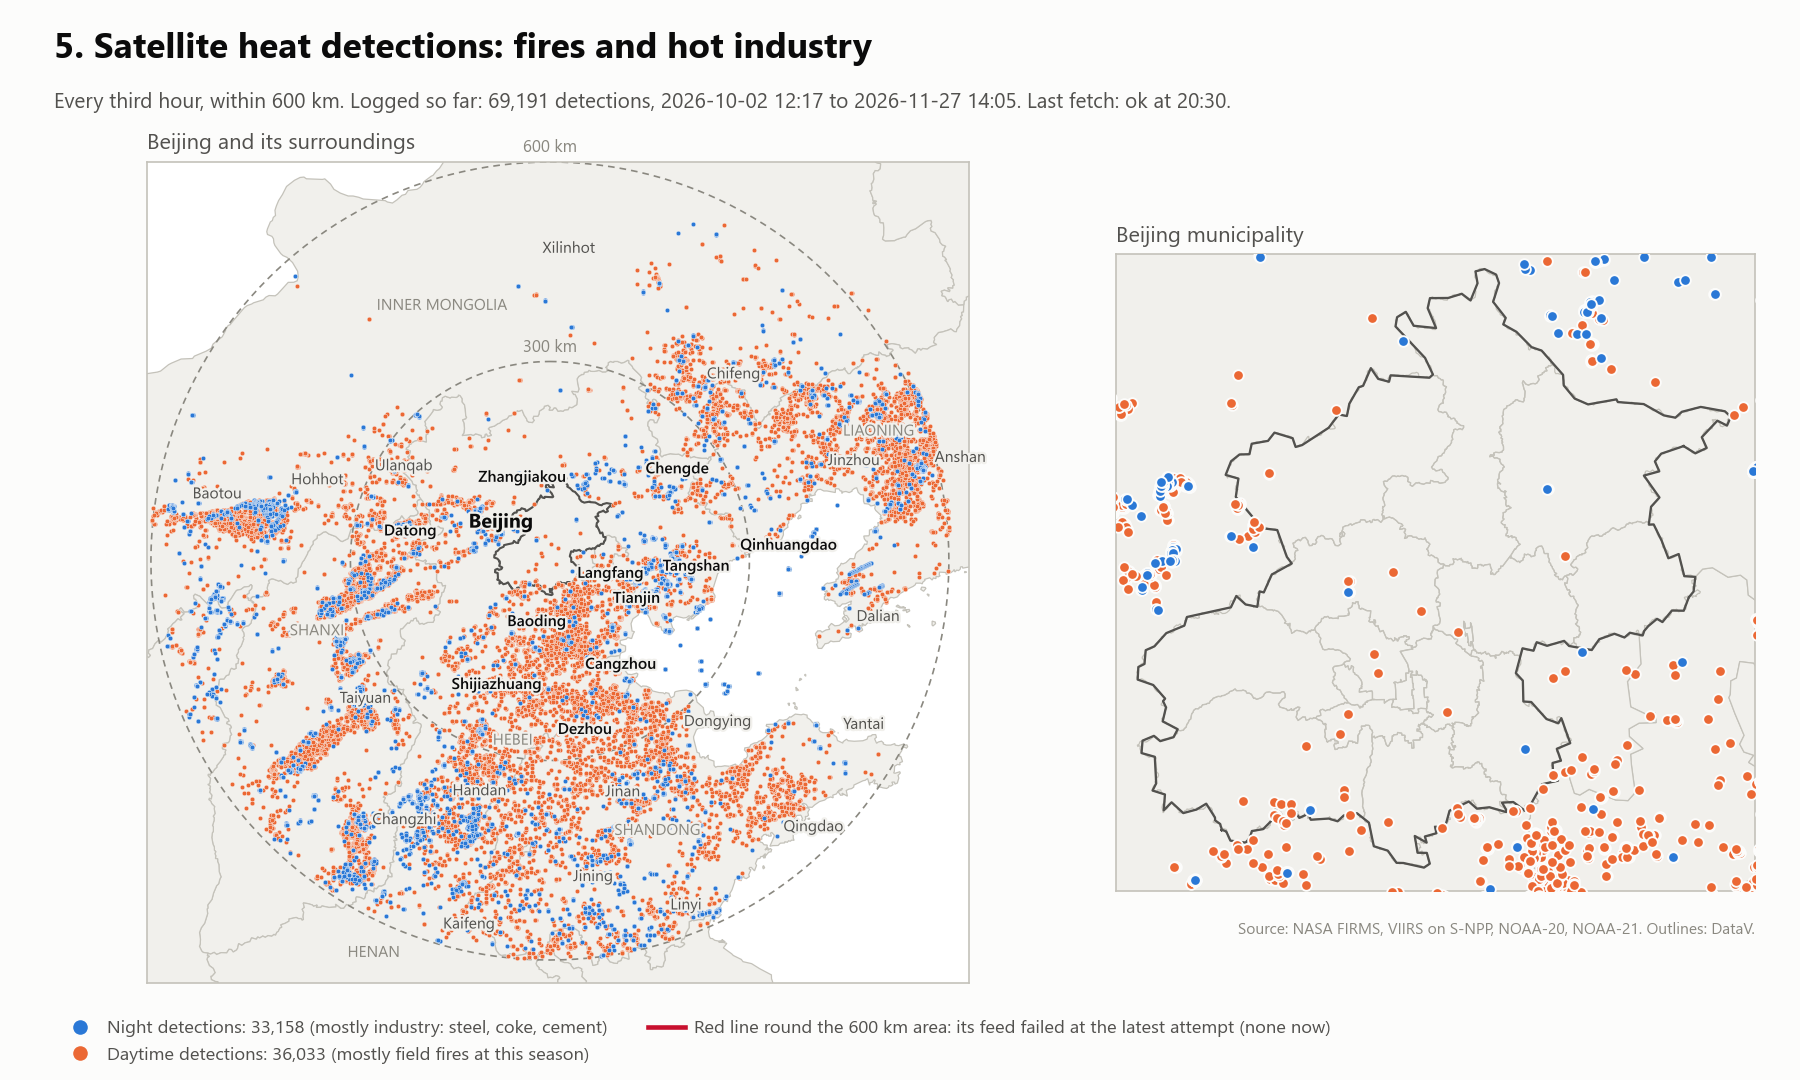 5. Satellite heat detections: fires and hot industry
Every third hour, within 600 km. Logged so far: 69,191 detections, 2026-10-02 12:17 to 2026-11-27 14:05. Last fetch: ok at 20:30.
Beijing and its surroundings
600 km
Xilinhot
INNER MONGOLIA
300 km
Chifeng
LIAONING
Anshan
Jinzhou
Ulanqab
Chengde
Zhangjiakou
Hohhot
Baotou
Beijing
Datong
Qinhuangdao
Tangshan
Langfang
Tianjin
Dalian
Baoding
SHANXI
Cangzhou
Shijiazhuang
Taiyuan
Dongying
Yantai
Dezhou
HEBEI
Handan
Jinan
Changzhi
SHANDONG
Qingdao
Jining
Linyi
Kaifeng
HENAN
Beijing municipality
Source: NASA FIRMS, VIIRS on S-NPP, NOAA-20, NOAA-21. Outlines: DataV.
Night detections: 33,158 (mostly industry: steel, coke, cement)
Red line round the 600 km area: its feed failed at the latest attempt (none now)
Daytime detections: 36,033 (mostly field fires at this season)